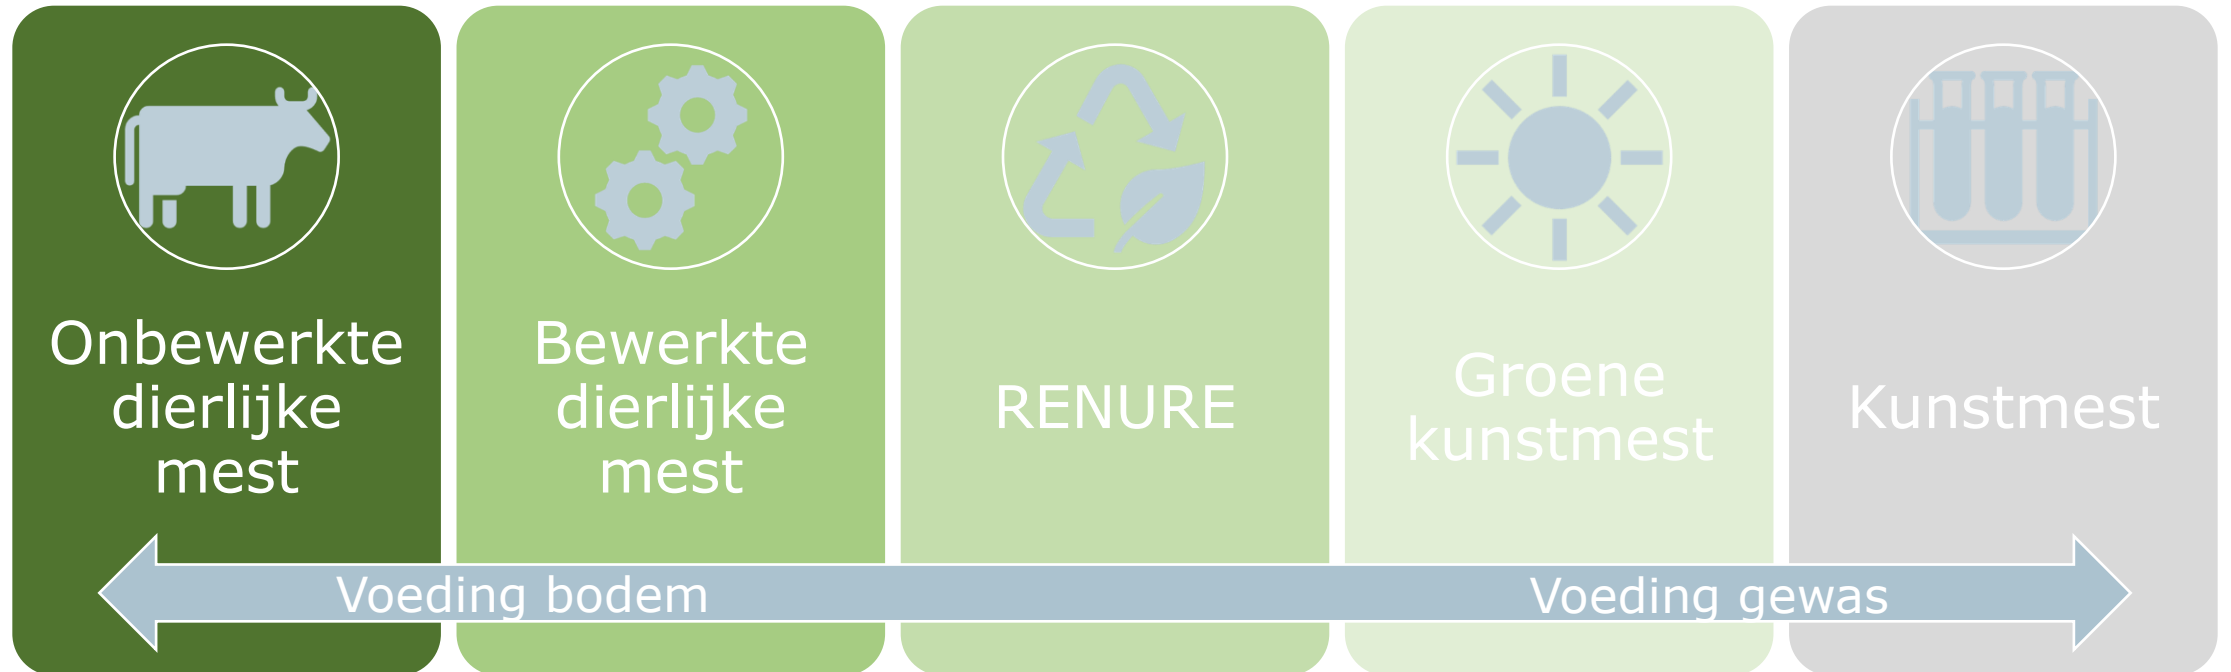 Onbewerkte
dierlijke
mest
Bewerkte
dierlijke
mest
RENURE
Groene
kunstmest
Kunstmest
Voeding bodem
Voeding gewas